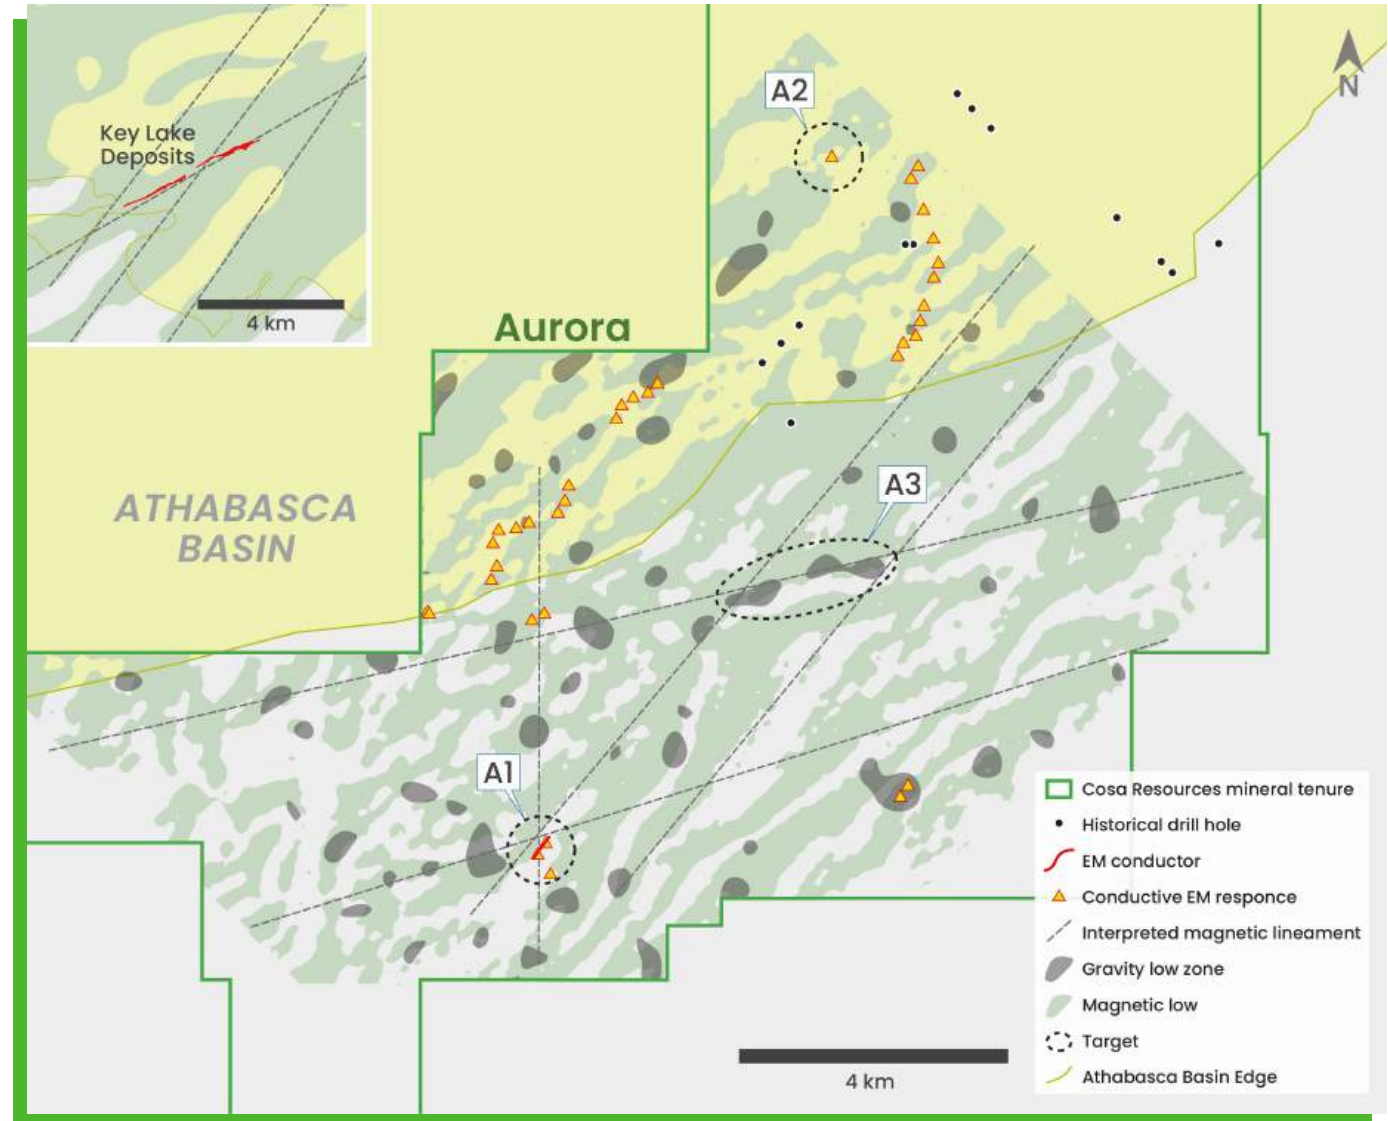 Key Lake
Deposits
4 km
A2
N
Aurora
ATHABASCA
BASIN
A3
A1
Cosa Resources mineral tenure
Historical drill hole
EM conductor
Conductive EM responce
Interpreted magnetic lineament
Gravity low zone
Magnetic low
Target
Athabasca Basin Edge
4 km